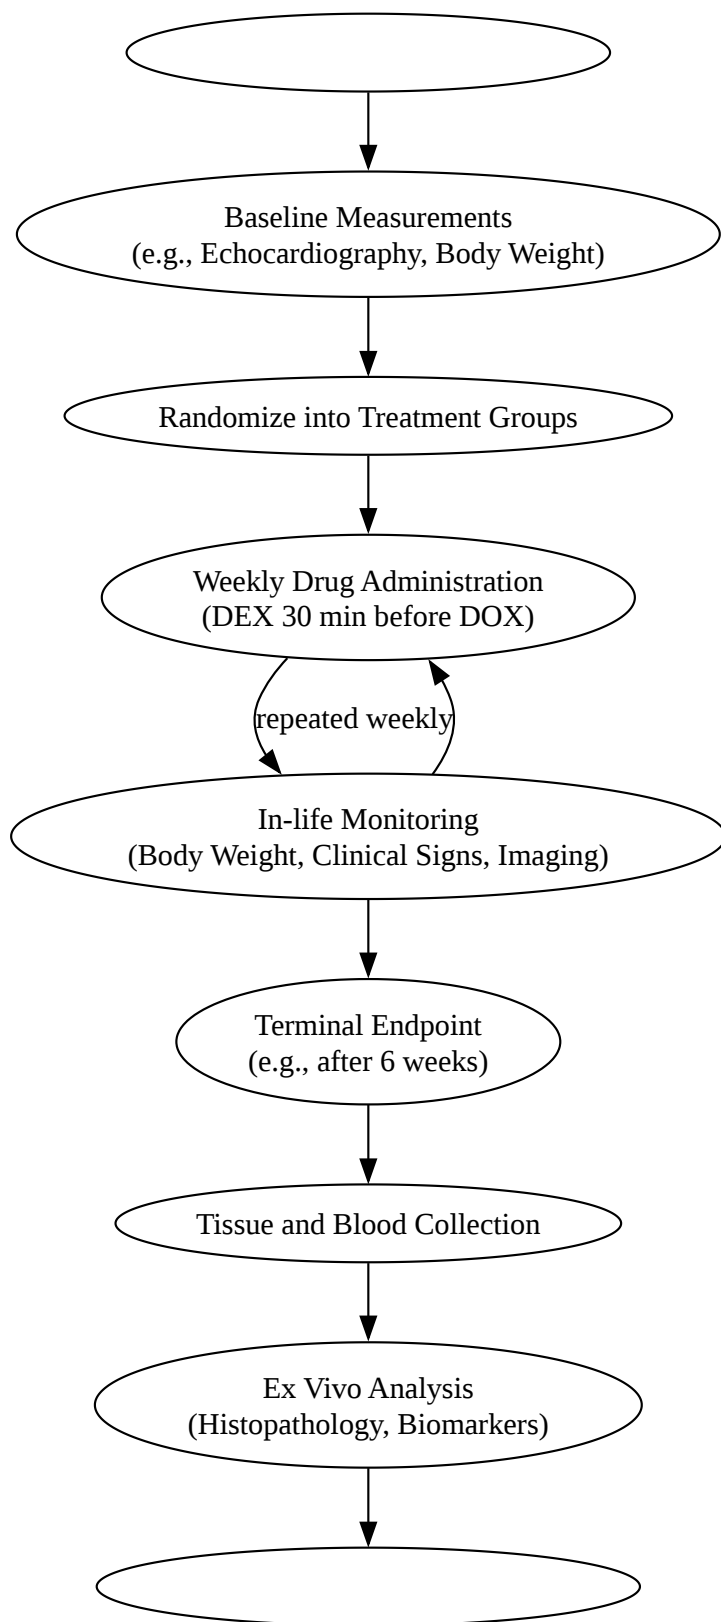 Baseline Measurements
(e.g., Echocardiography, Body Weight)
Randomize into Treatment Groups
Weekly Drug Administration
(DEX 30 min before DOX)
repeated weekly
In-life Monitoring
(Body Weight, Clinical Signs, Imaging)
Terminal Endpoint
(e.g., after 6 weeks)
Tissue and Blood Collection
Ex Vivo Analysis
(Histopathology, Biomarkers)